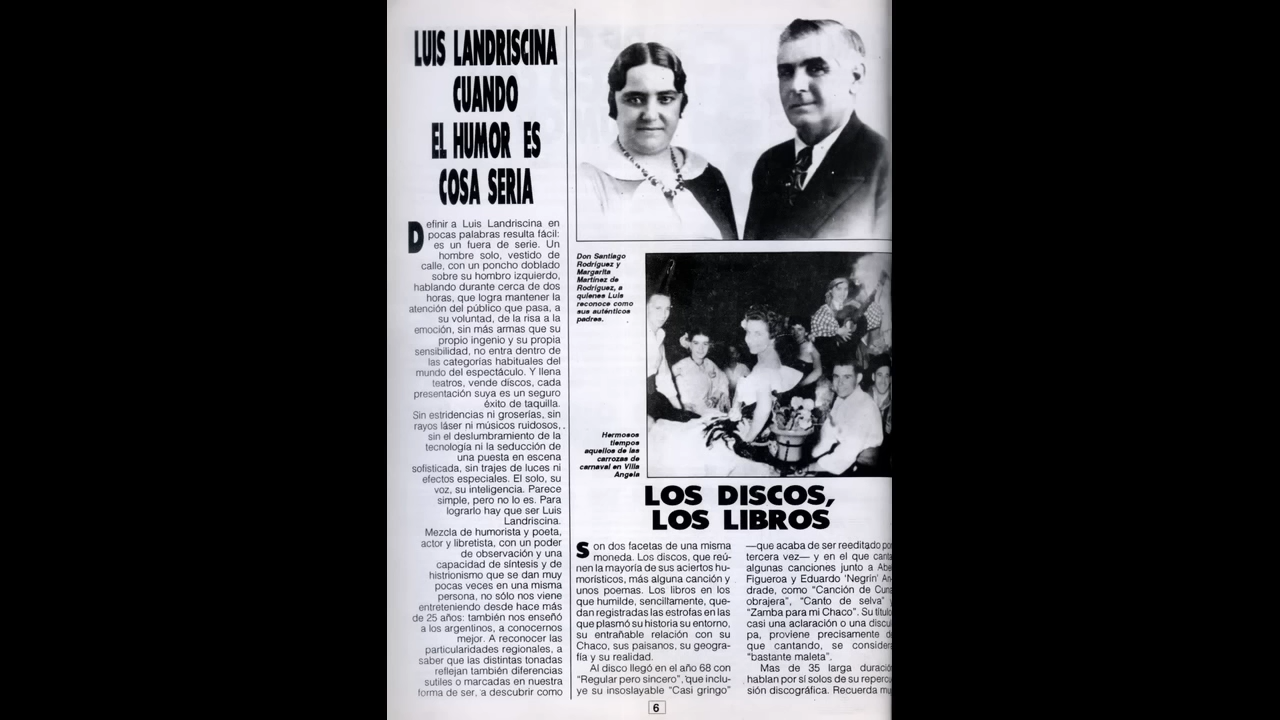 LUIS LANDRISCINA
CUANDO
EL HUMOR ES
COSA SERIA
Definir a Luis Landriscina en
pocas palabras resulta fácil:
es un fuera de serie. Un
hombre solo, vestido de
calle, con un poncho doblado
sobre su hombro izquierdo,
hablando durante cerca de dos
horas, que logra mantener la
atención del público que pasa, a
su voluntad, de la risa a la
emoción, sin más armas que su
propio ingenio y su propia
sensibilidad, no entra dentro de
las categorías habituales del
mundo del espectáculo. Y llena
teatros, vende discos, cada
presentación suya es un seguro
éxito de taquilla.
Sin estridencias ni groserías, sin
rayos láser ni músicos ruidosos,
sin el deslumbramiento de la
tecnología ni la seducción de
una puesta en escena
sofisticada, sin trajes de luces ni
efectos especiales. El solo, su
voz, su inteligencia. Parece
simple, pero no lo es. Para
lograrlo hay que ser Luis
Landriscina.
Mezcla de humorista y poeta,
actor y libretista, con un poder
de observación y una
capacidad de síntesis y de
histrionismo que se dan muy
pocas veces en una misma
persona, no sólo nos viene
entreteniendo desde hace más
de 25 años: también nos enseñó
a los argentinos, a conocernos
mejor. A reconocer las
particularidades regionales, a
saber que las distintas tonadas
reflejan también diferencias
sutiles o marcadas en nuestra
forma de ser, a descubrir como
Don Santiago
Rodríguez y
Margarita
Martínez de
Rodríguez, a
quienes Luis
reconoce como
sus auténticos
padres.
Hermosos
tiempos
aquellos de las
carrozas de
carnaval en Villa
Angela
LOS DISCOS,
LOS LIBROS
Son dos facetas de una misma
moneda. Los discos, que reú-
nen la mayoría de sus aciertos hu-
morísticos, más alguna canción y
unos poemas. Los libros en los
que humilde, sencillamente, que-
dan registradas las estrofas en las
que plasmó su historia su entorno,
su entrañable relación con su
Chaco, sus paisanos, su geogra-
fía y su realidad.
Al disco llegó en el año 68 con
"Regular pero sincero", que inclu-
ye su insoslayable "Casi gringo"
—que acaba de ser reeditado por
tercera vez— y en el que canta
algunas canciones junto a Abe
Figueroa y Eduardo 'Negrín' An
drade, como "Canción de Cuna
obrajera", "Canto de selva" y
"Zamba para mi Chaco". Su título
casi una aclaración o una discul
pa, proviene precisamente d
que cantando, se consider
"bastante maleta".
Mas de 35 larga duració
hablan por sí solos de su repercu
sión discográfica. Recuerda mu
6